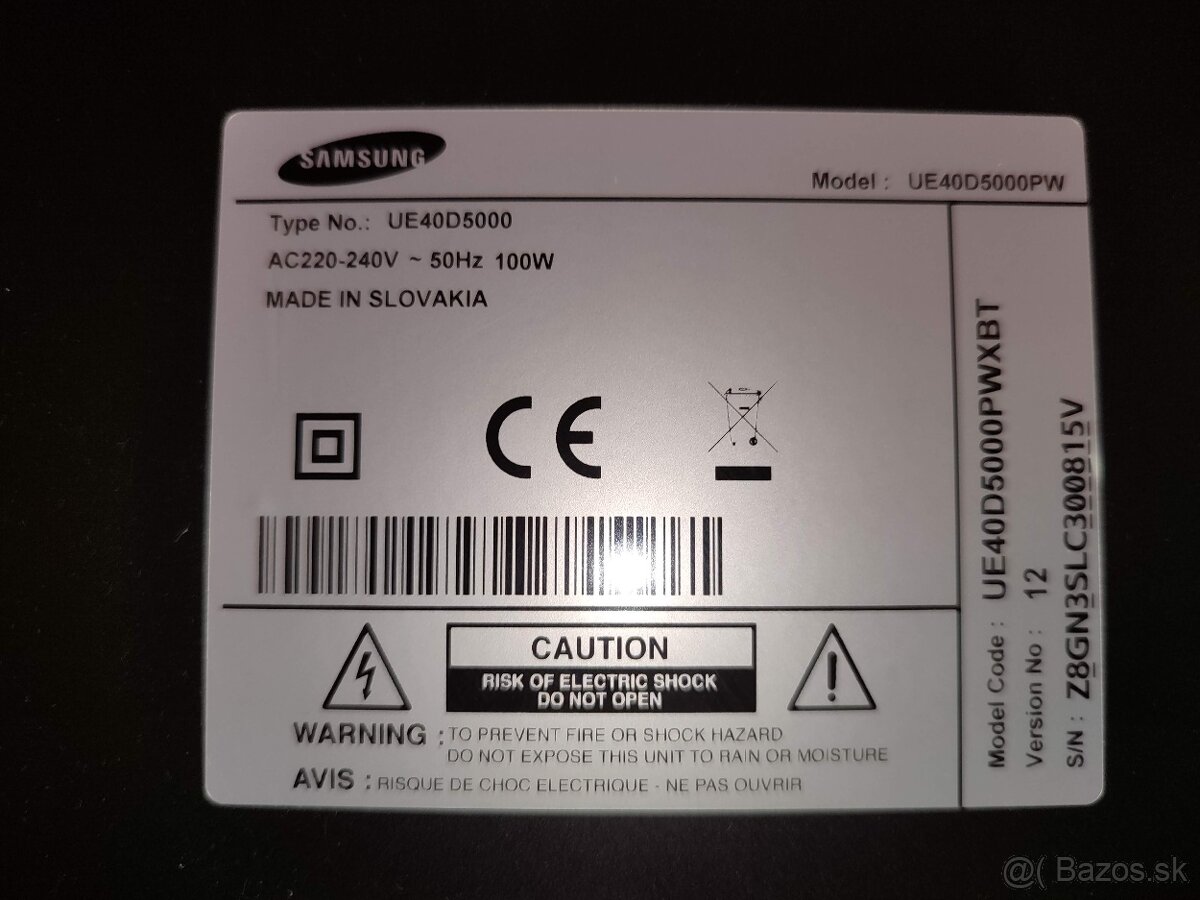 SAMSUNG
Model : UE40D5000PW
Type No.: UE40D5000
AC220-240V ~ 50Hz 100W
MADE IN SLOVAKIA
CE
CAUTION
RISK OF ELECTRIC SHOCK
DO NOT OPEN
WARNING : TO PREVENT FIRE OR SHOCK HAZARD
DO NOT EXPOSE THIS UNIT TO RAIN OR MOISTURE
AVIS : RISQUE DE CHOC ELECTRIQUE - NE PAS OUVRIR
Model Code : UE40D5000PWXBT
Version No : 12
S/N : Z8GN3SLC300815V
@( Bazos.sk